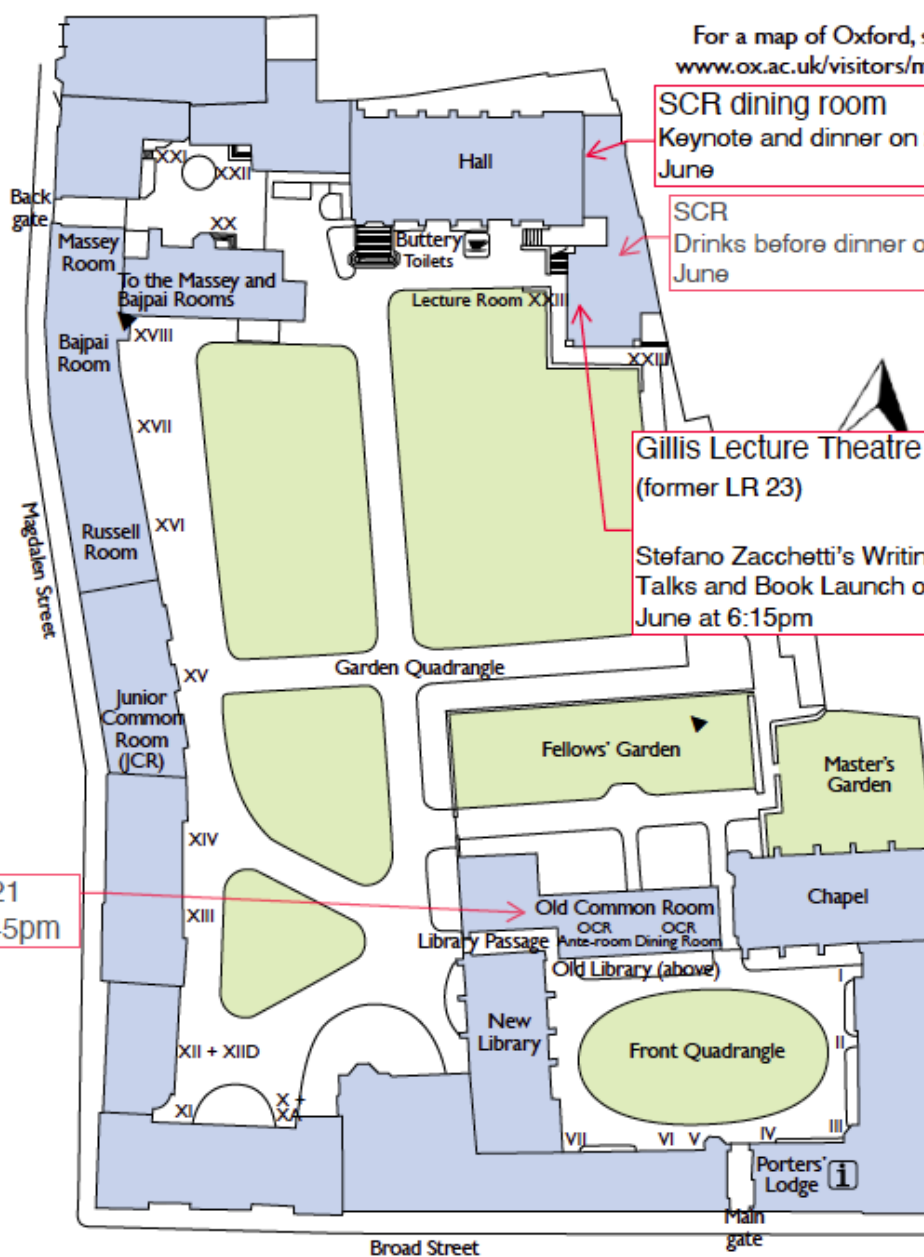 For a map of Oxford, s
www.ox.ac.uk/visitors/m
SCR dining room
Keynote and dinner on
June
SCR
Drinks before dinner o
June
Hall
XXI
XXII
Back
gate
XX
Massey
Room
Buttery
Toilets
To the Massey and
Bajpai Rooms
Lecture Room XXIII
XVIII
Bajpai
Room
XXIII
XVII
Gillis Lecture Theatre
(former LR 23)
Stefano Zacchetti's Writin
Talks and Book Launch o
June at 6:15pm
Magdalen Street
XVI
Russell
Room
XV
Garden Quadrangle
Junior
Common
Room
(JCR)
Fellows' Garden
Master's
Garden
XIV
21
45pm
XIII
Chapel
Old Common Room
OCR
Ante-room
OCR
Dining Room
Library Passage
Old Library (above)
I
New
Library
Front Quadrangle
II
XII + XIID
XI
X +
XA
III
VII
VI
V
IV
Porters'
Lodge
i
Main
gate
Broad Street